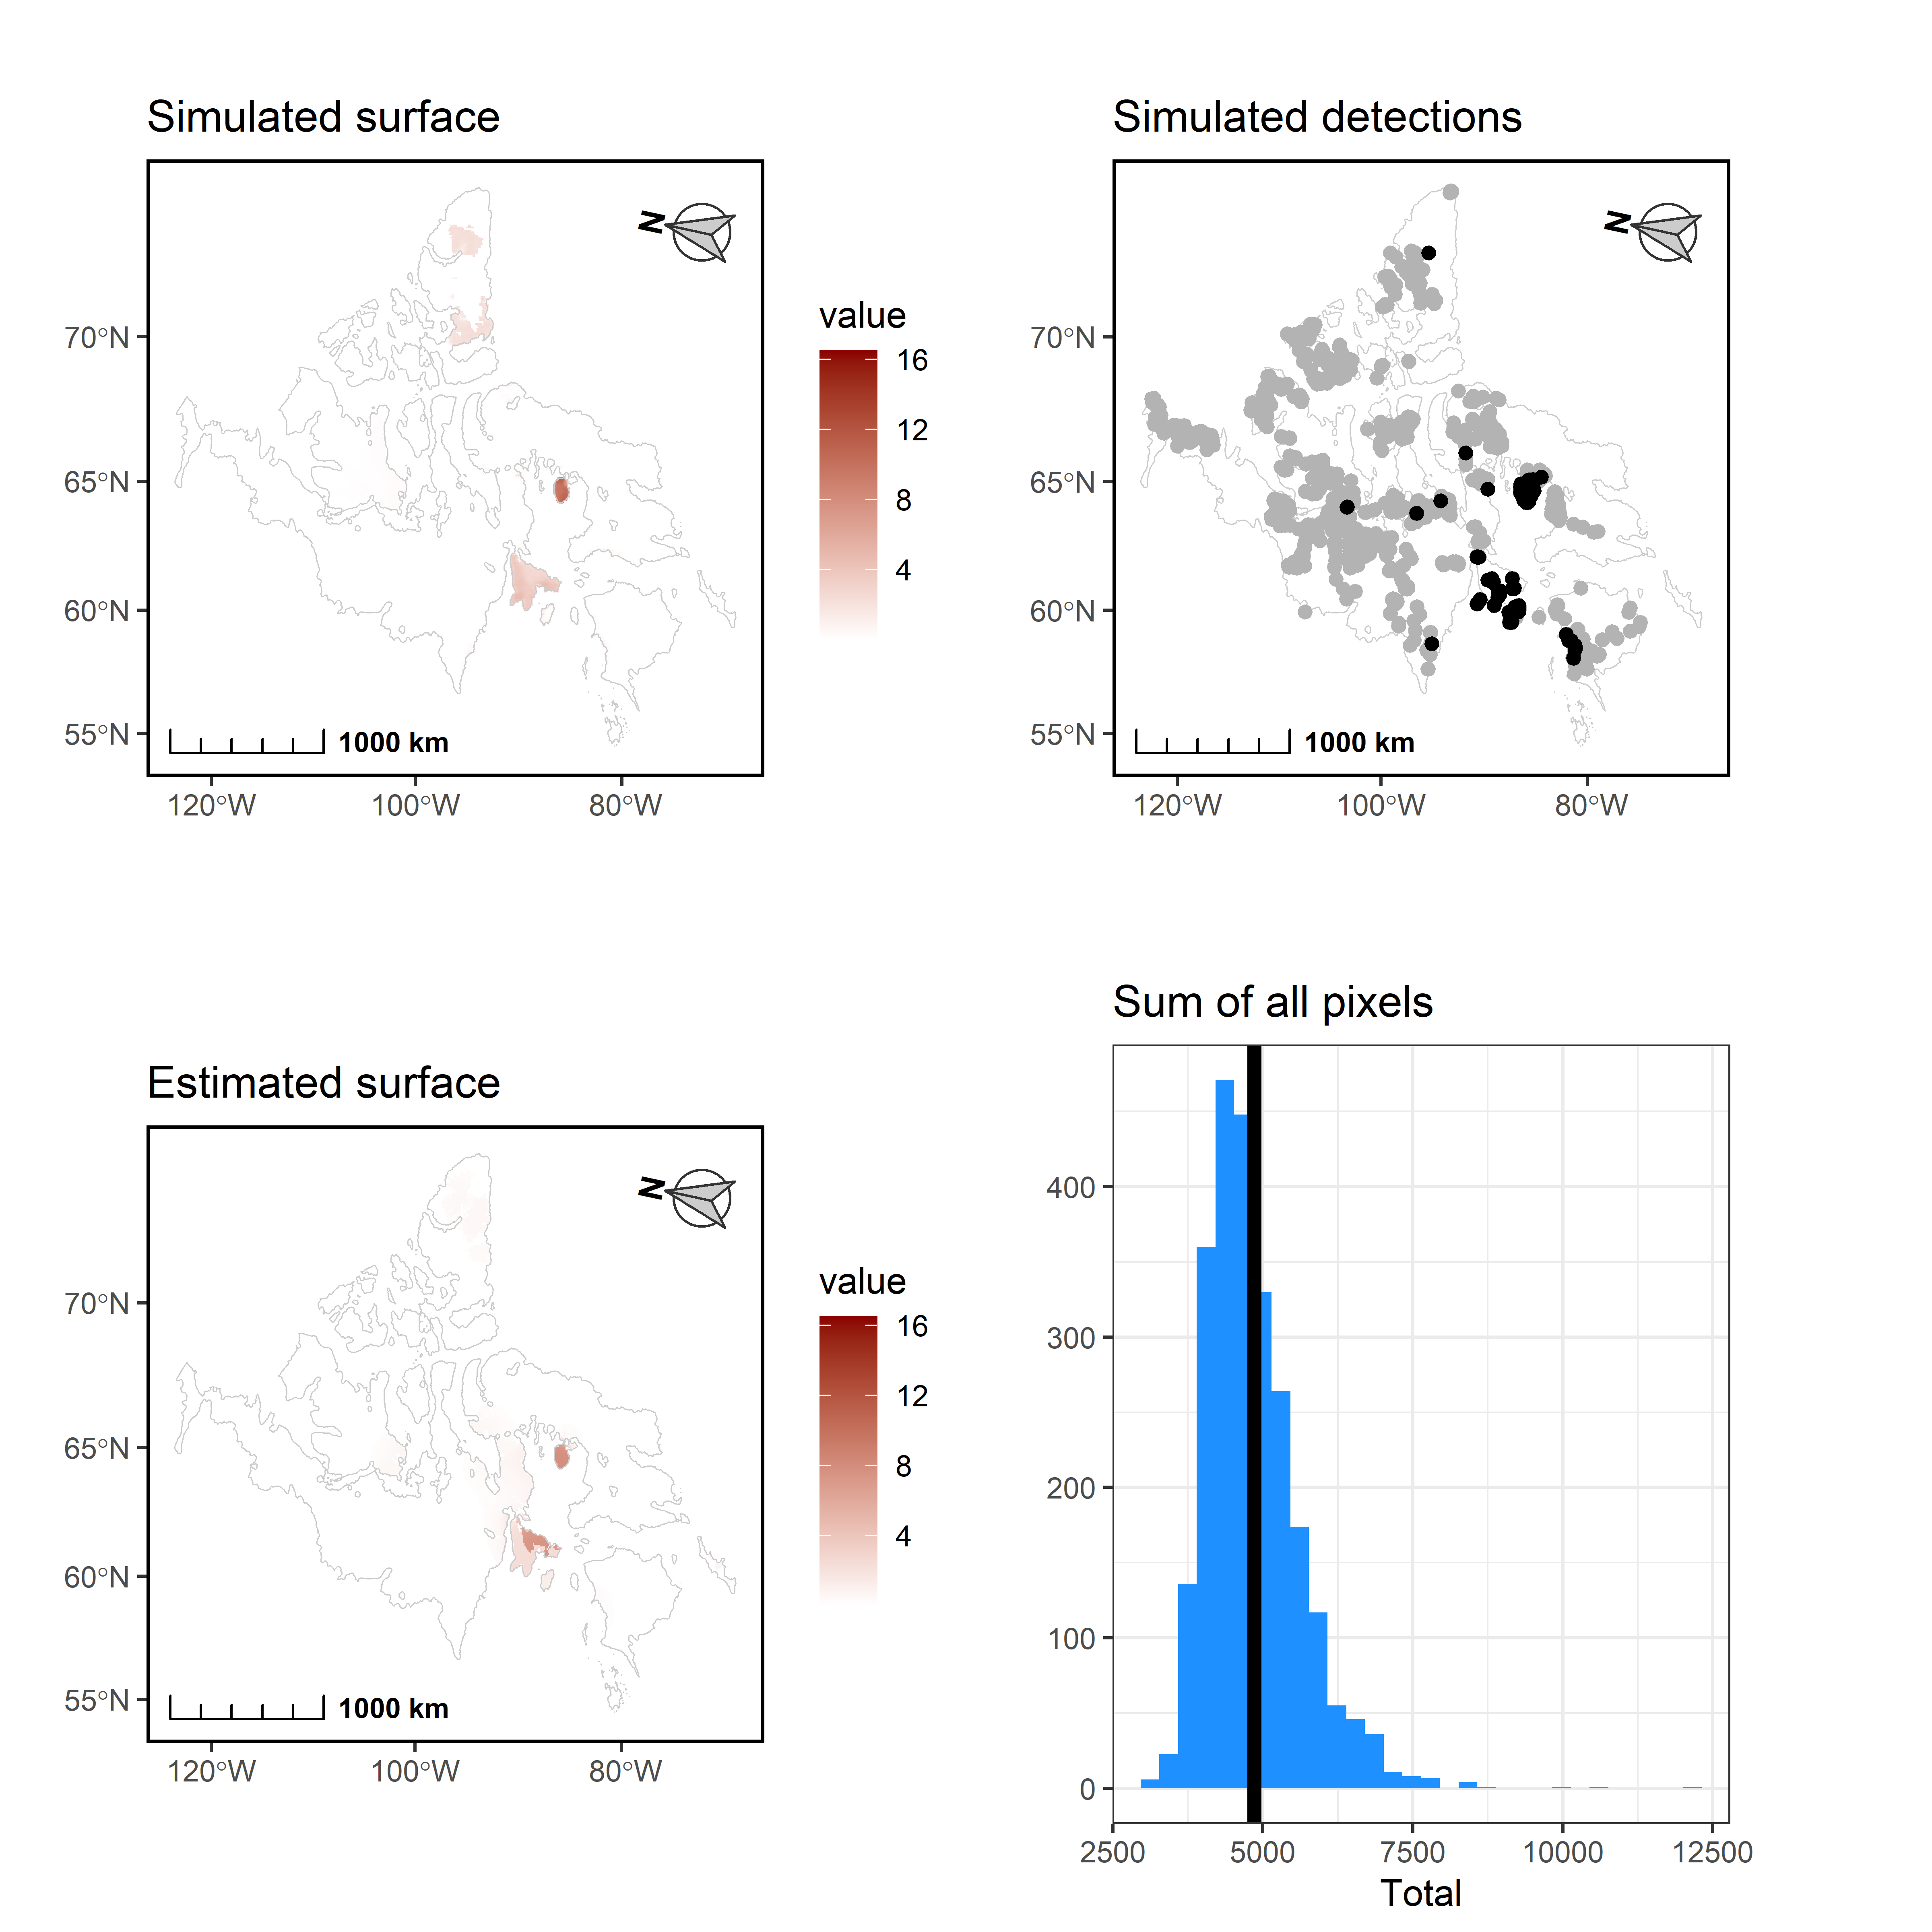 Simulated surface
N
70°N
65°N
60°N
55°N
1000 km
120°W 100°W 80°W
value
16
12
8
4
Simulated detections
N
70°N
65°N
60°N
55°N
1000 km
120°W 100°W 80°W
Estimated surface
N
70°N
65°N
60°N
55°N
1000 km
120°W 100°W 80°W
value
16
12
8
4
Sum of all pixels
400
300
200
100
0
2500 5000 7500 10000 12500
Total